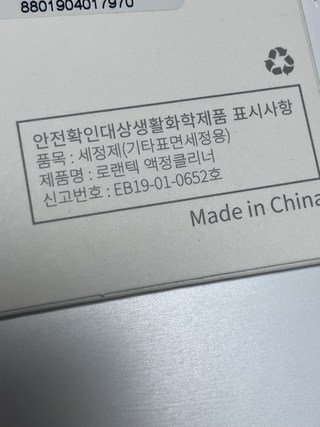 8801904017970
안전확인대상생활화학제품 표시사항
품목 : 세정제(기타표면세정용)
제품명 : 로랜텍 액정클리너
신고번호 : EB19-01-0652호
Made in China